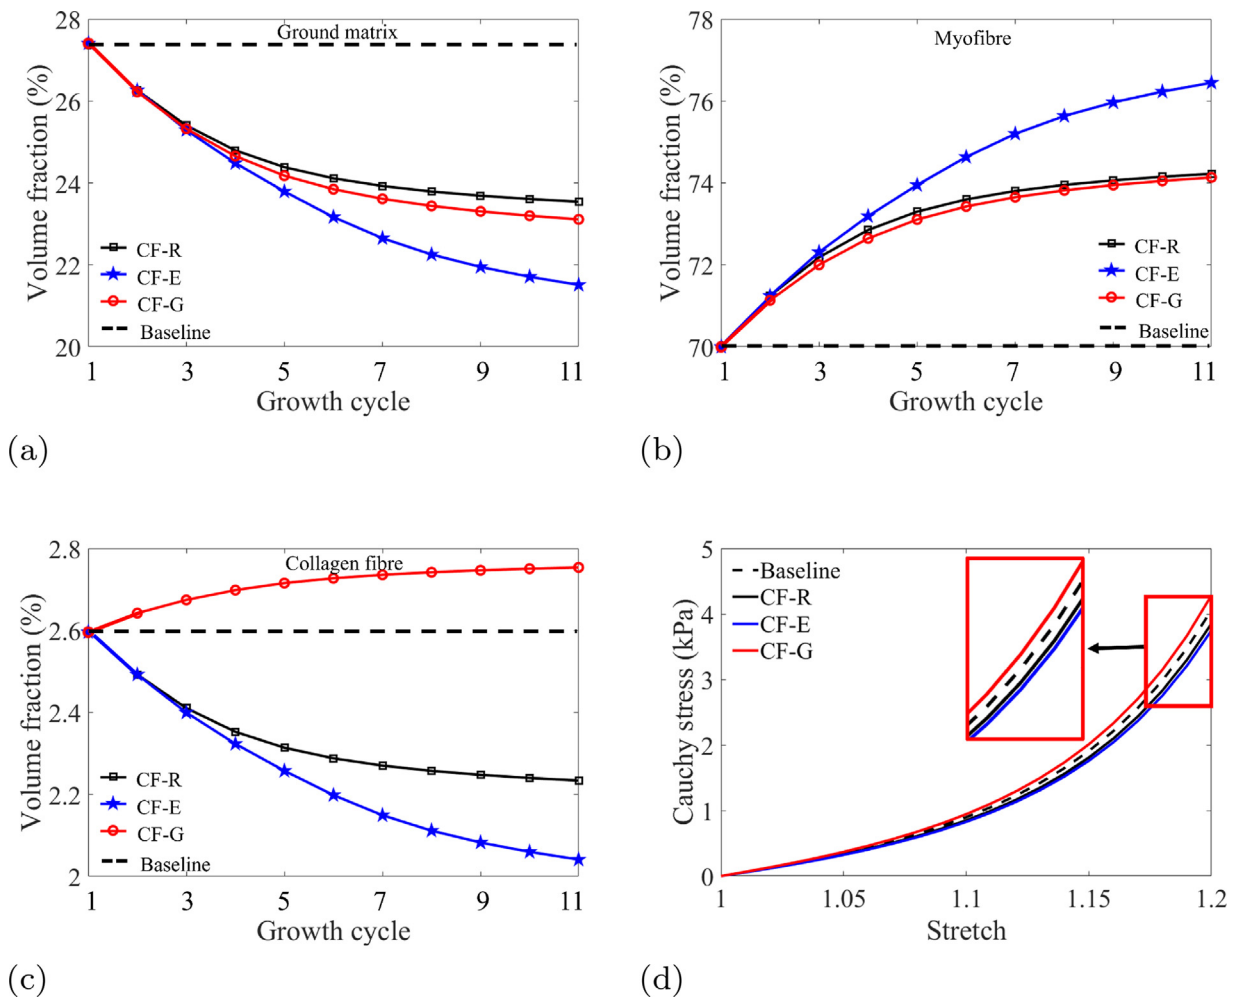 28
26
24
22
20
Volume fraction (%)
Ground matrix
CF-R
CF-E
CF-G
Baseline
1 3 5 7 9 11
Growth cycle
(a)
78
76
74
72
70
Volume fraction (%)
Myofibre
CF-R
CF-E
CF-G
Baseline
1 3 5 7 9 11
Growth cycle
(b)
2.8
2.6
2.4
2.2
2
Volume fraction (%)
Collagen fibre
CF-R
CF-E
CF-G
Baseline
1 3 5 7 9 11
Growth cycle
(c)
5
4
3
2
1
0
Cauchy stress (kPa)
Baseline
CF-R
CF-E
CF-G
1 1.05 1.1 1.15 1.2
Stretch
(d)